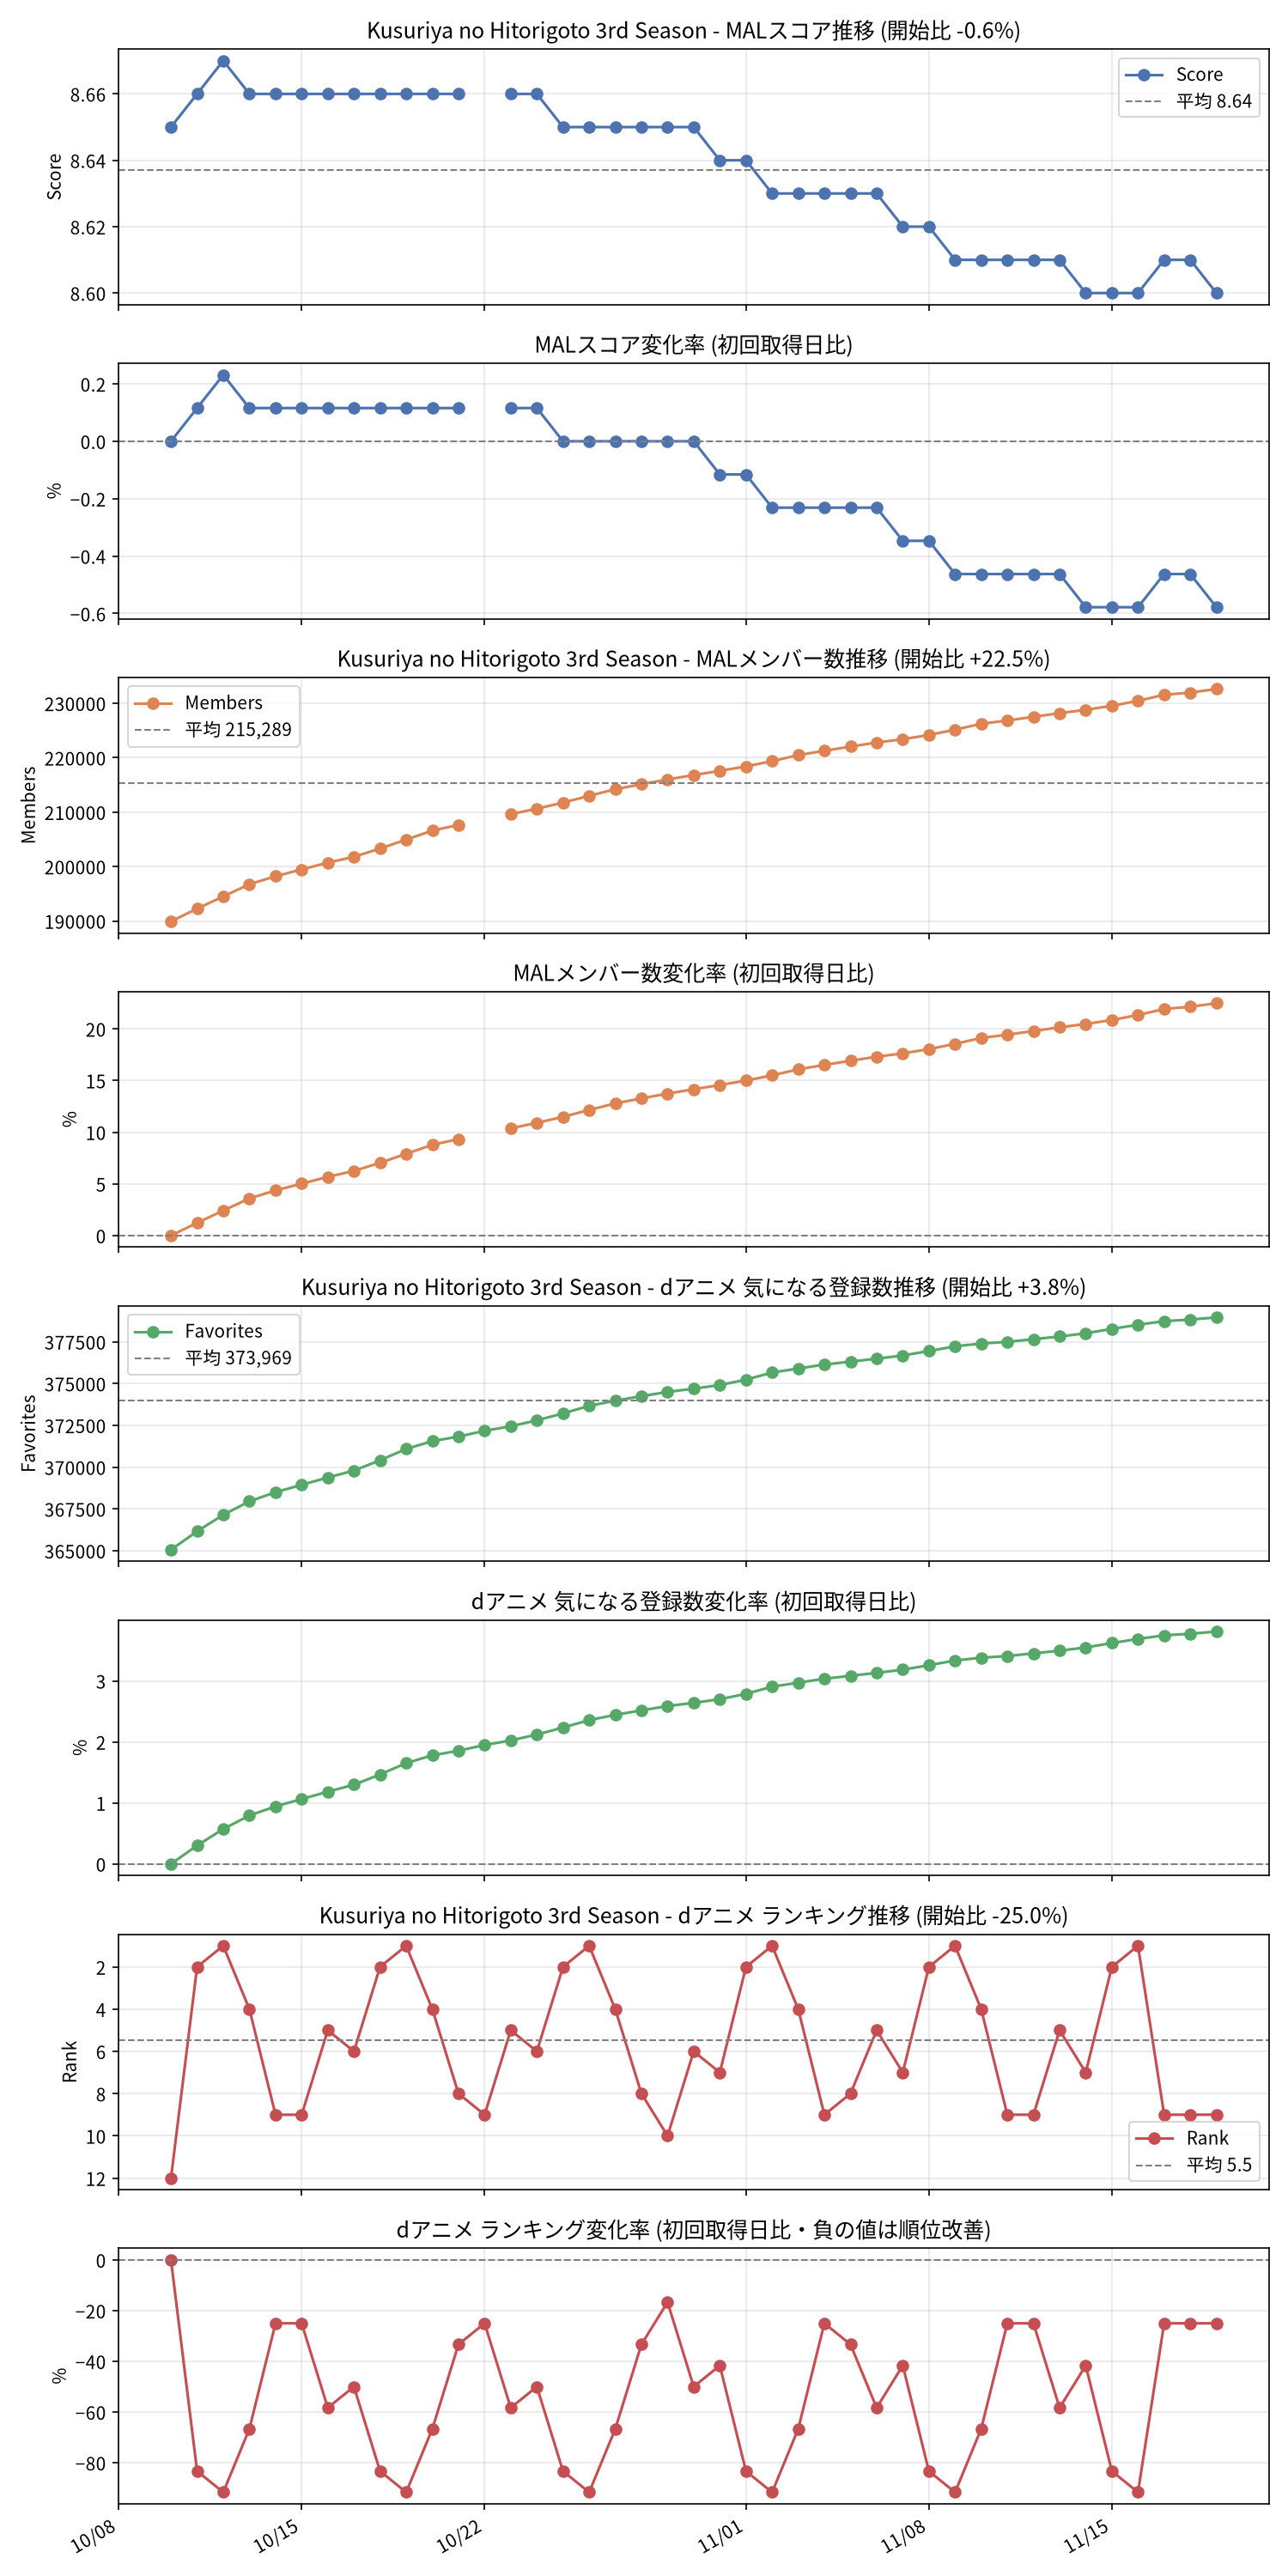 Kusuriya no Hitorigoto 3rd Season - MALスコア推移 (開始比 -0.6%)
Score
平均 8.64
8.66
8.64
8.62
8.60
Score
MALスコア変化率 (初回取得日比)
0.2
0.0
−0.2
−0.4
−0.6
%
Kusuriya no Hitorigoto 3rd Season - MALメンバー数推移 (開始比 +22.5%)
Members
平均 215,289
230000
220000
210000
200000
190000
Members
MALメンバー数変化率 (初回取得日比)
20
15
10
5
0
%
Kusuriya no Hitorigoto 3rd Season - dアニメ 気になる登録数推移 (開始比 +3.8%)
Favorites
平均 373,969
377500
375000
372500
370000
367500
365000
Favorites
dアニメ 気になる登録数変化率 (初回取得日比)
3
2
1
0
%
Kusuriya no Hitorigoto 3rd Season - dアニメ ランキング推移 (開始比 -25.0%)
2
4
6
8
10
12
Rank
Rank
平均 5.5
dアニメ ランキング変化率 (初回取得日比・負の値は順位改善)
0
−20
−40
−60
−80
%
10/08
10/15
10/22
11/01
11/08
11/15